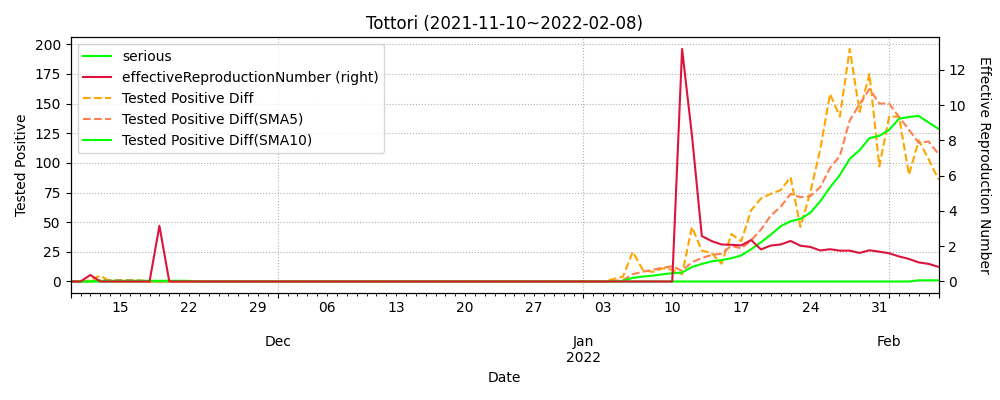 Tottori (2021-11-10~2022-02-08)
serious
effectiveReproductionNumber (right)
Tested Positive Diff
Tested Positive Diff(SMA5)
Tested Positive Diff(SMA10)
Tested Positive
200
175
150
125
100
75
50
25
0
12
10
8
6
4
2
0
Effective Reproduction Number
15 22 29 06 13 20 27 03 10 17 24 31
Dec Jan Feb
2022
Date